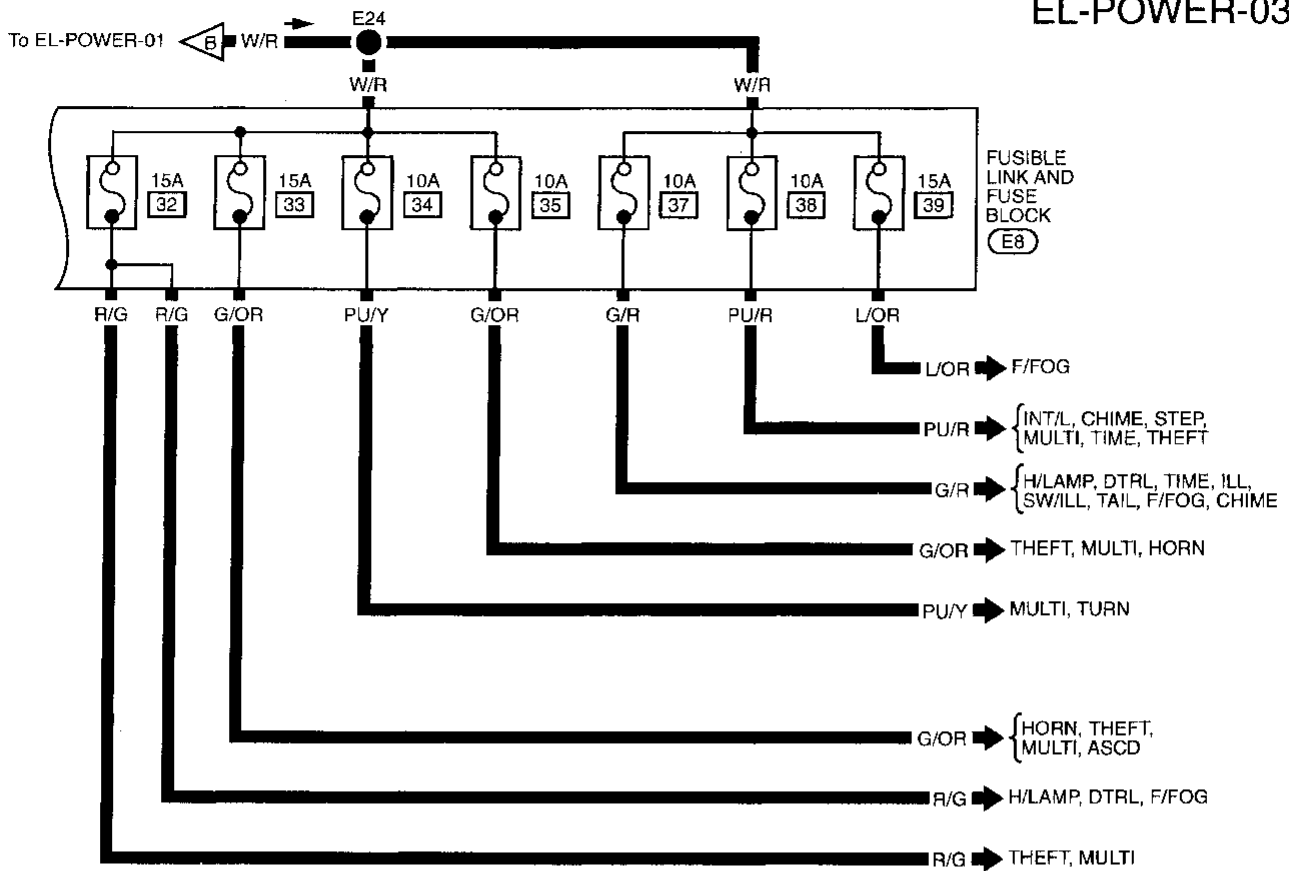 EL-POWER-03
E24
To EL-POWER-01 B W/R
W/R W/R
15A 15A 10A 10A 10A 10A 15A
32 33 34 35 37 38 39
FUSIBLE
LINK AND
FUSE
BLOCK
E8
R/G R/G G/OR PU/Y G/OR G/R PU/R L/OR
L/OR F/FOG
PU/R INT/L, CHIME, STEP,
MULTI, TIME, THEFT
G/R H/LAMP, DTRL, TIME, ILL,
SW/ILL, TAIL, F/FOG, CHIME
G/OR THEFT, MULTI, HORN
PU/Y MULTI, TURN
G/OR HORN, THEFT,
MULTI, ASCD
R/G H/LAMP, DTRL, F/FOG
R/G THEFT, MULTI